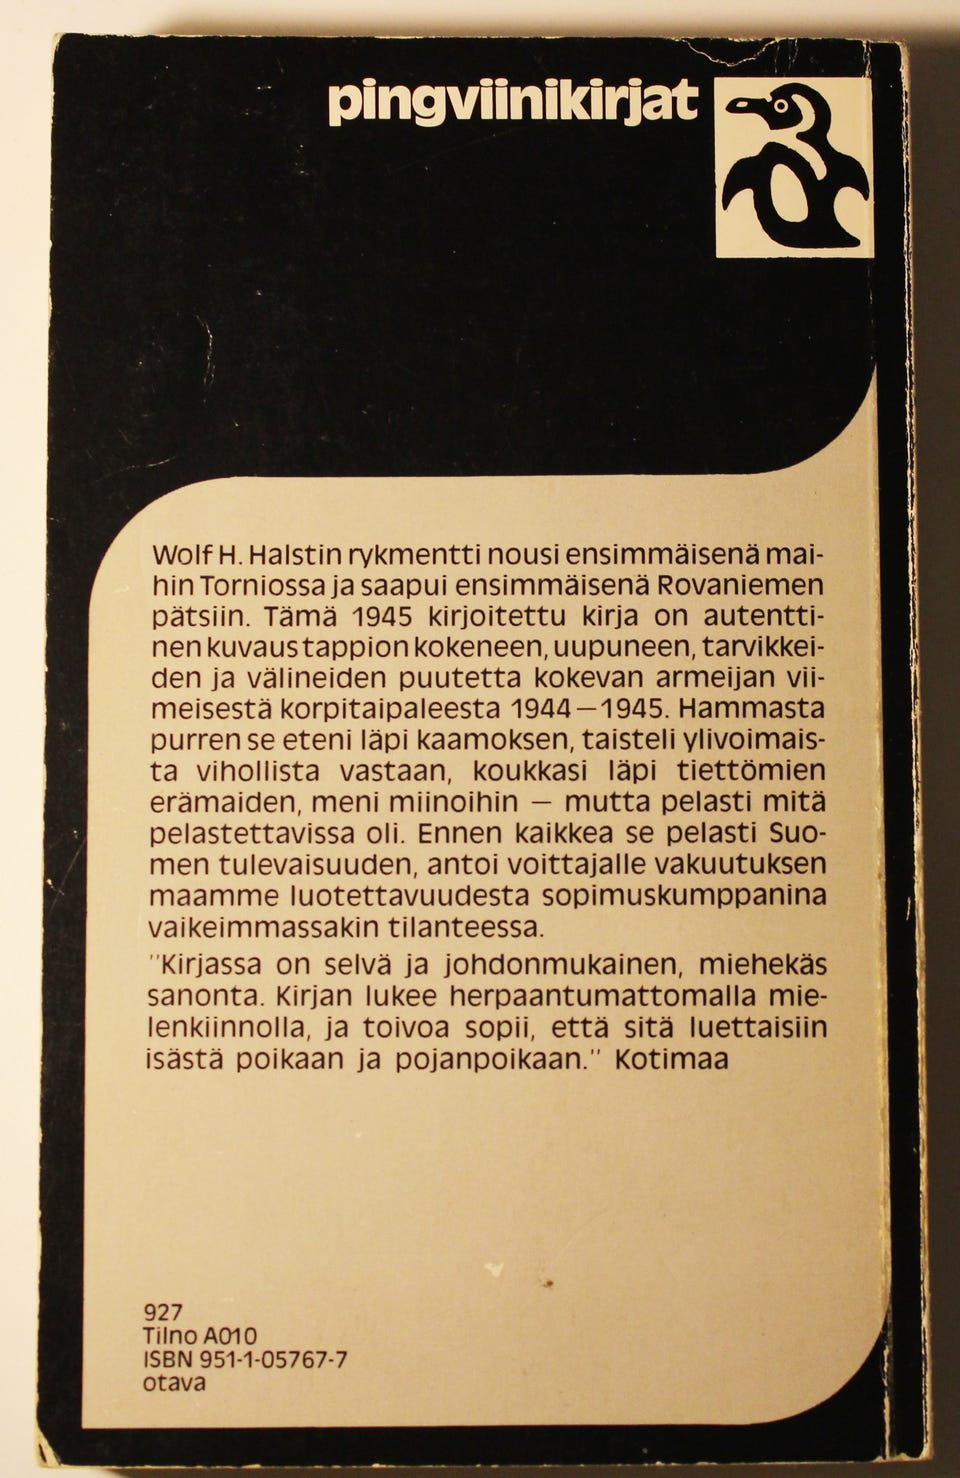 pingviinikirjat
Wolf H. Halstin rykmentti nousi ensimmäisenä mai-
hin Torniossa ja saapui ensimmäisenä Rovaniemen
pätsiin. Tämä 1945 kirjoitettu kirja on autentti-
nen kuvaus tappion kokeneen, uupuneen, tarvikkei-
den ja välineiden puutetta kokevan armeijan vii-
meisestä korpitaipaleesta 1944—1945. Hammasta
purren se eteni läpi kaamoksen, taisteli ylivoimais-
ta vihollista vastaan, koukkasi läpi tiettömien
erämaiden, meni miinoihin — mutta pelasti mitä
pelastettavissa oli. Ennen kaikkea se pelasti Suo-
men tulevaisuuden, antoi voittajalle vakuutuksen
maamme luotettavuudesta sopimuskumppanina
vaikeimmassakin tilanteessa.
"Kirjassa on selvä ja johdonmukainen, miehekäs
sanonta. Kirjan lukee herpaantumattomalla mie-
lenkiinnolla, ja toivoa sopii, että sitä luettaisiin
isästä poikaan ja pojanpoikaan." Kotimaa
927
Tilno A010
ISBN 951-1-05767-7
otava